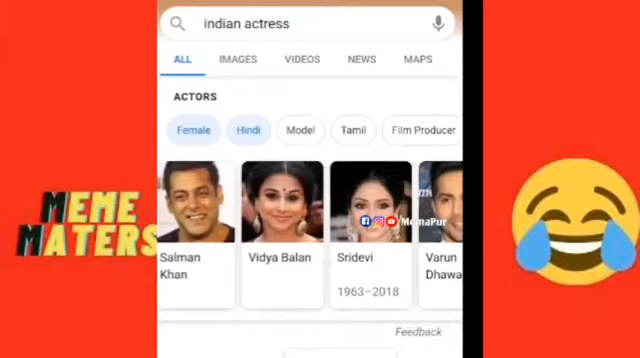 indian actress
ALL IMAGES VIDEOS NEWS MAPS
ACTORS
Female Hindi Model Tamil Film Producer
MEME
MATERS
/MemaPur
Salman
Khan
Vidya Balan
Sridevi
1963–2018
Varun
Dhawa
Feedback